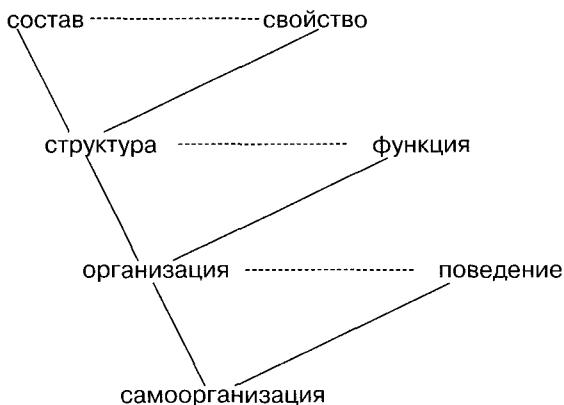 состав свойство
структура функция
организация поведение
самоорганизация